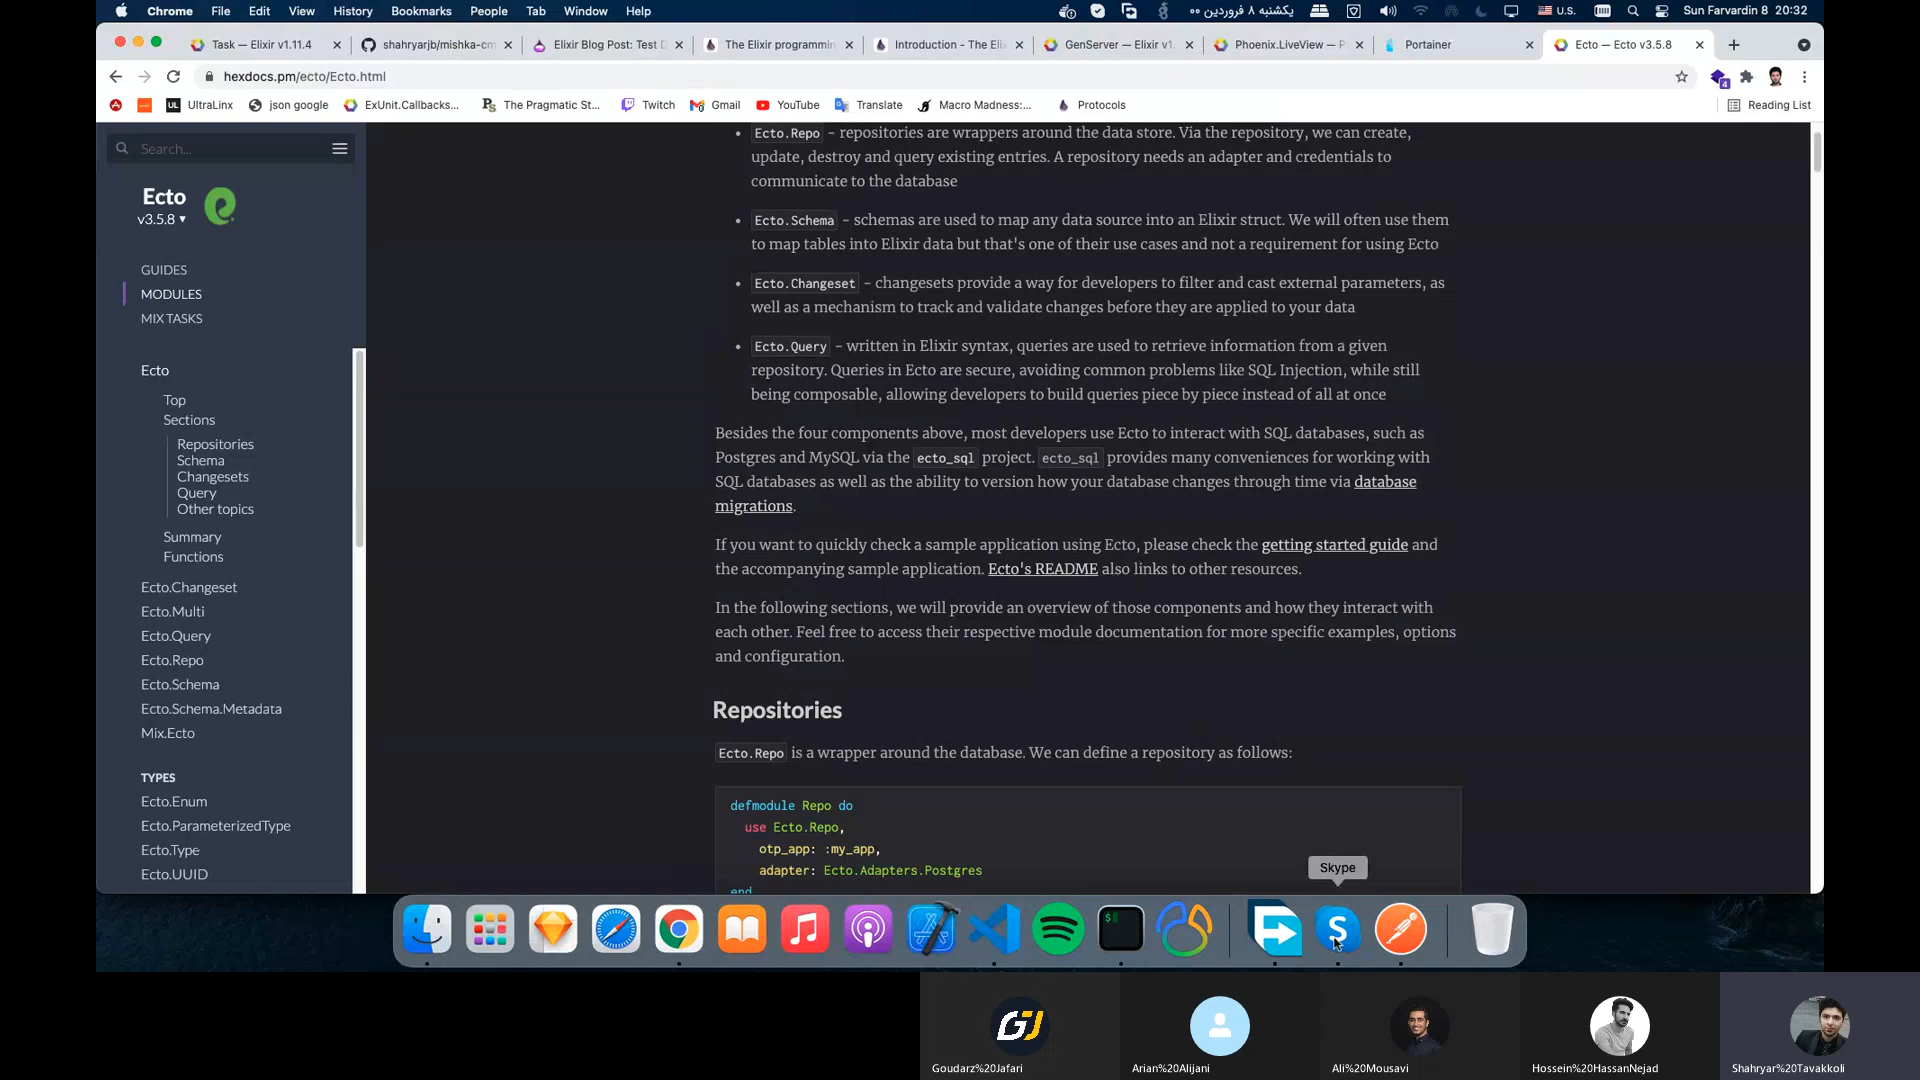 Chrome File Edit View History Bookmarks People Tab Window Help
یکشنبه ۸ فروردین ۰۰
U.S.
Sun Farvardin 8 20:32
Task — Elixir v1.11.4
shahryarjb/mishka-cm
Elixir Blog Post: Test D
The Elixir programmin
Introduction - The Eli
GenServer — Elixir v1.
Phoenix.LiveView — P
Portainer
Ecto — Ecto v3.5.8
hexdocs.pm/ecto/Ecto.html
4
UL UltraLinx
json google
ExUnit.Callbacks...
The Pragmatic St...
Twitch
Gmail
YouTube
Translate
Macro Madness:...
Protocols
Reading List
Search...
Ecto
v3.5.8
GUIDES
MODULES
MIX TASKS
Ecto
Top
Sections
Repositories
Schema
Changesets
Query
Other topics
Summary
Functions
Ecto.Changeset
Ecto.Multi
Ecto.Query
Ecto.Repo
Ecto.Schema
Ecto.Schema.Metadata
Mix.Ecto
TYPES
Ecto.Enum
Ecto.ParameterizedType
Ecto.Type
Ecto.UUID
Ecto.Repo - repositories are wrappers around the data store. Via the repository, we can create,
update, destroy and query existing entries. A repository needs an adapter and credentials to
communicate to the database
Ecto.Schema - schemas are used to map any data source into an Elixir struct. We will often use them
to map tables into Elixir data but that's one of their use cases and not a requirement for using Ecto
Ecto.Changeset - changesets provide a way for developers to filter and cast external parameters, as
well as a mechanism to track and validate changes before they are applied to your data
Ecto.Query - written in Elixir syntax, queries are used to retrieve information from a given
repository. Queries in Ecto are secure, avoiding common problems like SQL Injection, while still
being composable, allowing developers to build queries piece by piece instead of all at once
Besides the four components above, most developers use Ecto to interact with SQL databases, such as
Postgres and MySQL via the ecto_sql project. ecto_sql provides many conveniences for working with
SQL databases as well as the ability to version how your database changes through time via database
migrations.
If you want to quickly check a sample application using Ecto, please check the getting started guide and
the accompanying sample application. Ecto's README also links to other resources.
In the following sections, we will provide an overview of those components and how they interact with
each other. Feel free to access their respective module documentation for more specific examples, options
and configuration.
Repositories
Ecto.Repo is a wrapper around the database. We can define a repository as follows:
defmodule Repo do
use Ecto.Repo,
otp_app: :my_app,
adapter: Ecto.Adapters.Postgres
end
Skype
Goudarz%20Jafari
Arian%20Alijani
Ali%20Mousavi
Hossein%20HassanNejad
Shahryar%20Tavakkoli